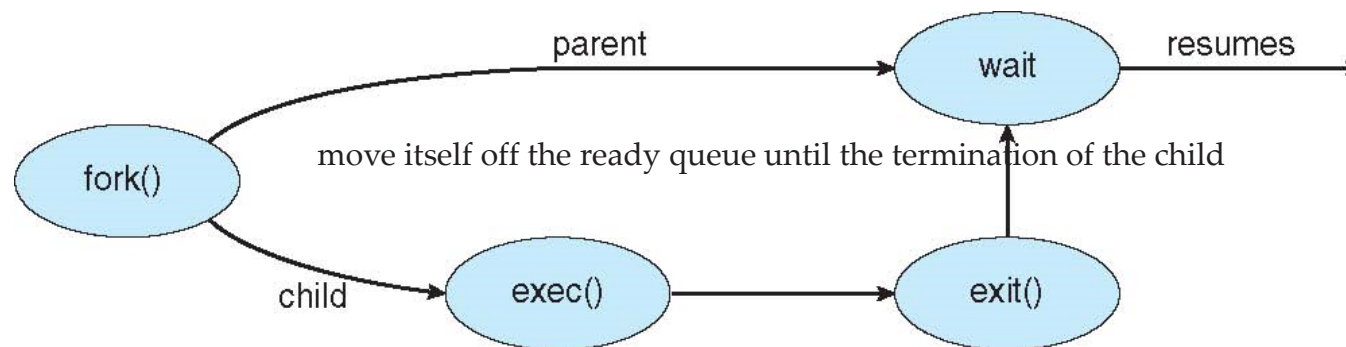 parent
wait
resumes
move itself off the ready queue until the termination of the child
fork()
child
exec()
exit()